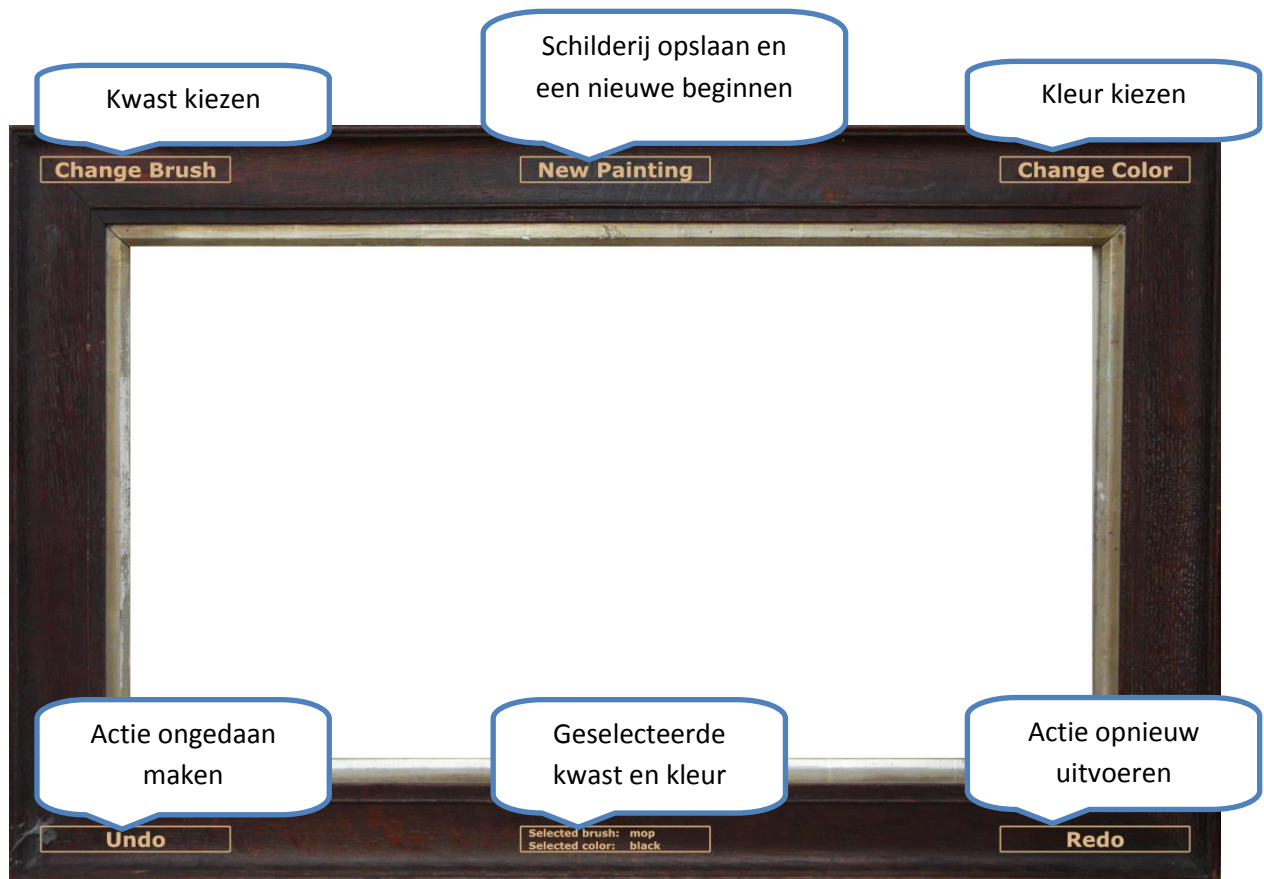 Schilderij opslaan en
een nieuwe beginnen
Kwast kiezen
Kleur kiezen
Change Brush
New Painting
Change Color
Actie ongedaan
maken
Geselecteerde
kwast en kleur
Actie opnieuw
uitvoeren
Undo
Selected brush: mop
Selected color: black
Redo